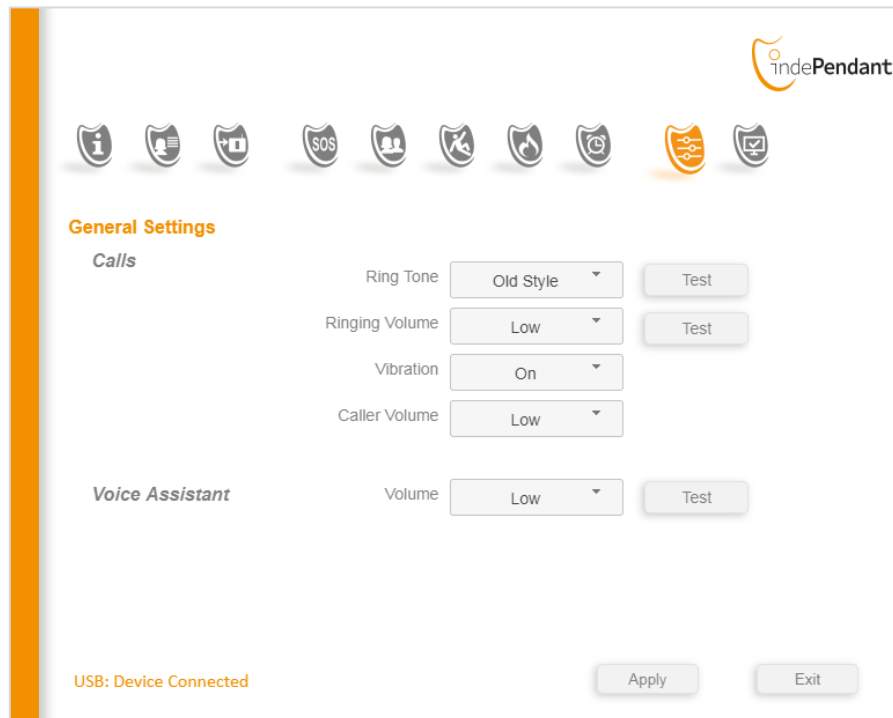 indePendant
i
SOS
General Settings
Calls
Ring Tone Old Style Test
Ringing Volume Low Test
Vibration On
Caller Volume Low
Voice Assistant Volume Low Test
USB: Device Connected Apply Exit